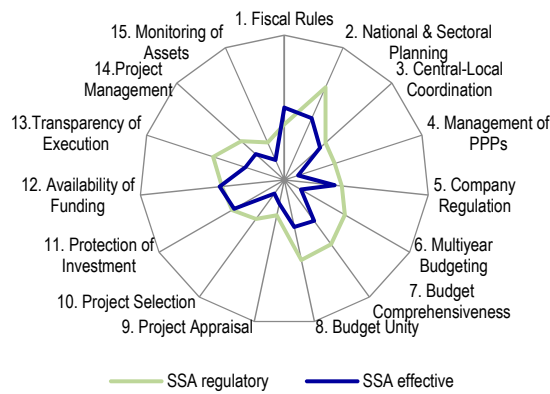 1. Fiscal Rules
2. National & Sectoral
Planning
3. Central-Local
Coordination
4. Management of
PPPs
5. Company
Regulation
6. Multiyear
Budgeting
7. Budget
Comprehensiveness
8. Budget Unity
9. Project Appraisal
10. Project Selection
11. Protection of
Investment
12. Availability of
Funding
13.Transparency of
Execution
14.Project
Management
15. Monitoring of
Assets
SSA regulatory
SSA effective